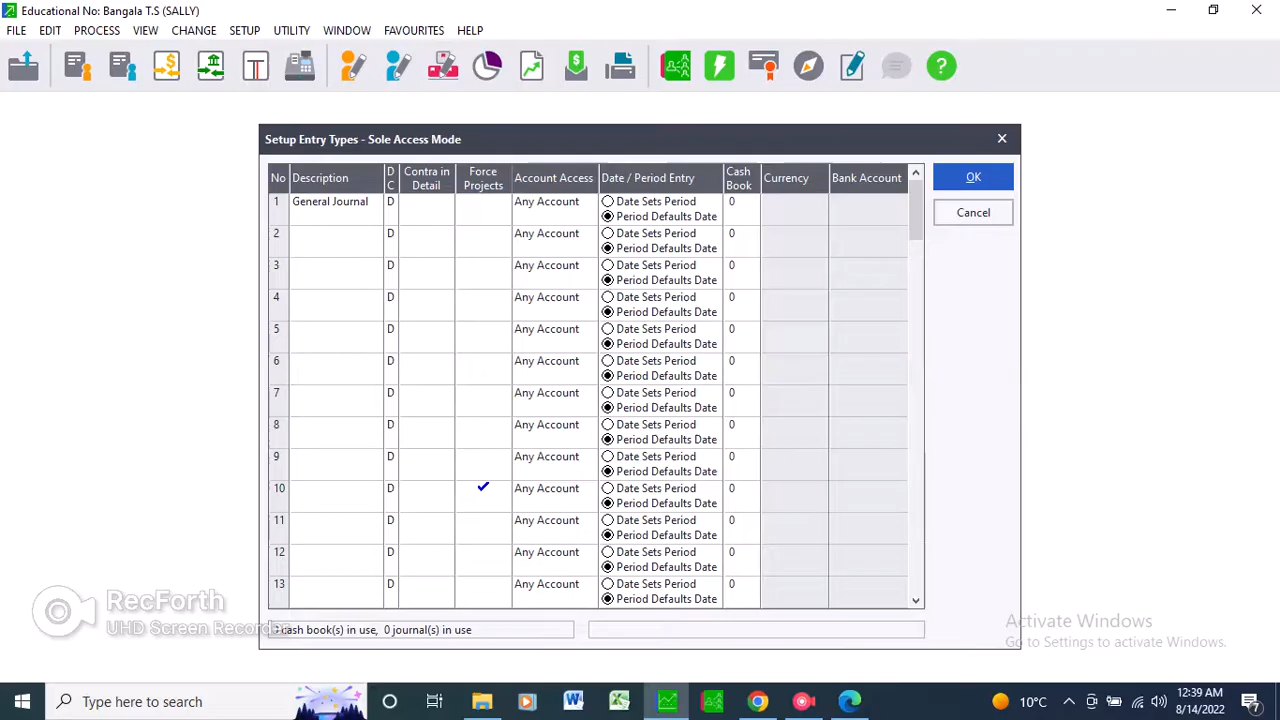 Educational No: Bangala T.S (SALLY)
FILE EDIT PROCESS VIEW CHANGE SETUP UTILITY WINDOW FAVOURITES HELP
Setup Entry Types - Sole Access Mode
No Description D C Contra in Detail Force Projects Account Access Date / Period Entry Cash Book Currency Bank Account
OK
Cancel
1 General Journal D Any Account Date Sets Period 0
Period Defaults Date
2 D Any Account Date Sets Period 0
Period Defaults Date
3 D Any Account Date Sets Period 0
Period Defaults Date
4 D Any Account Date Sets Period 0
Period Defaults Date
5 D Any Account Date Sets Period 0
Period Defaults Date
6 D Any Account Date Sets Period 0
Period Defaults Date
7 D Any Account Date Sets Period 0
Period Defaults Date
8 D Any Account Date Sets Period 0
Period Defaults Date
9 D Any Account Date Sets Period 0
Period Defaults Date
10 D Any Account Date Sets Period 0
Period Defaults Date
11 D Any Account Date Sets Period 0
Period Defaults Date
12 D Any Account Date Sets Period 0
Period Defaults Date
13 D Any Account Date Sets Period 0
Period Defaults Date
RecForth
UHD Screen Recorder
cash book(s) in use, 0 journal(s) in use
Activate Windows
Go to Settings to activate Windows.
Type here to search
10°C
12:39 AM
8/14/2022
7